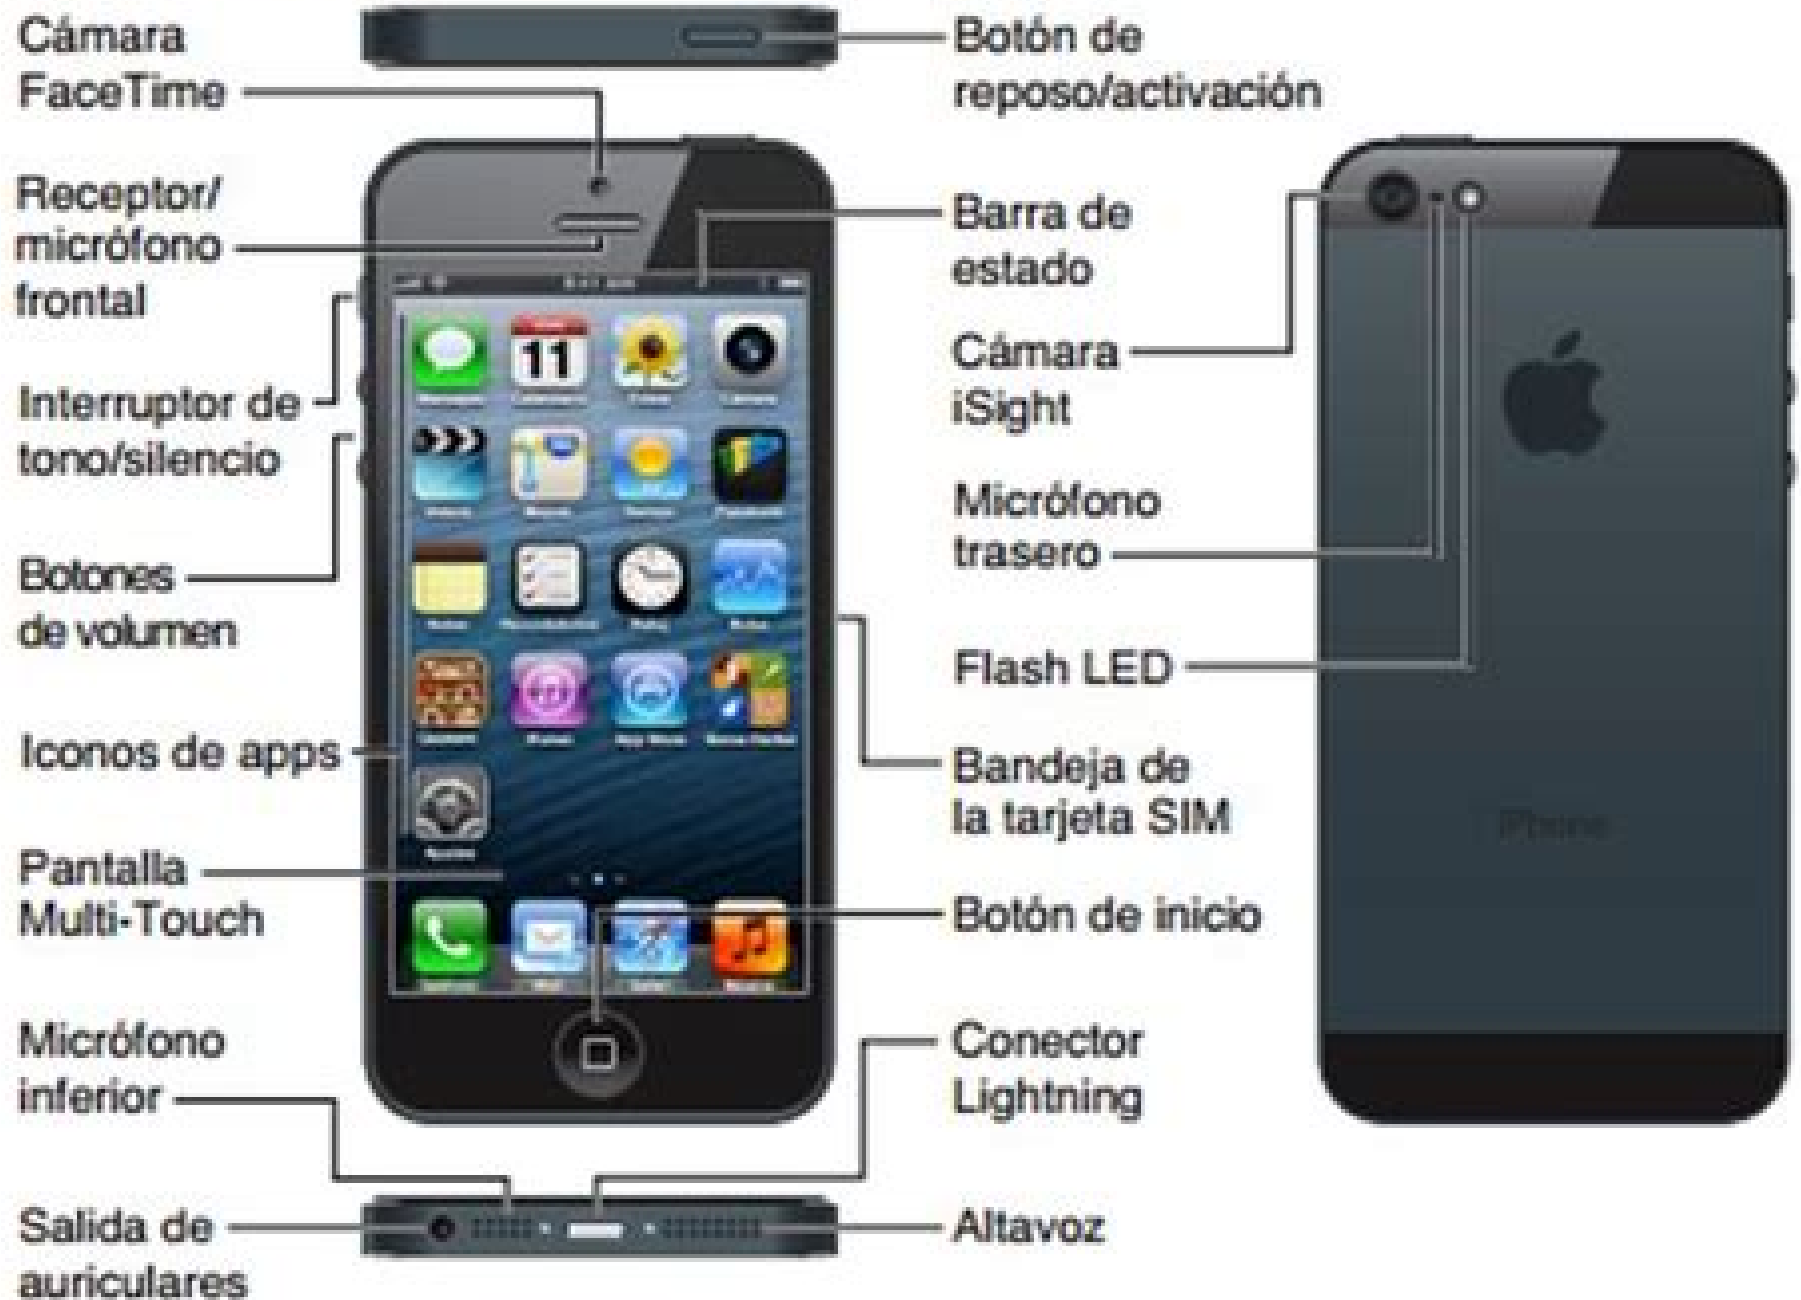 Cámara
FaceTime
Receptor/
micrófono
frontal
Interruptor de
tono/silencio
Botones
de volumen
Iconos de apps
Pantalla
Multi-Touch
Micrófono
inferior
Salida de
auriculares
11
Botón de
reposo/activación
Barra de
estado
Cámara
iSight
Micrófono
trasero
Flash LED
Bandeja de
la tarjeta SIM
Botón de inicio
Conector
Lightning
Altavoz
iPhone